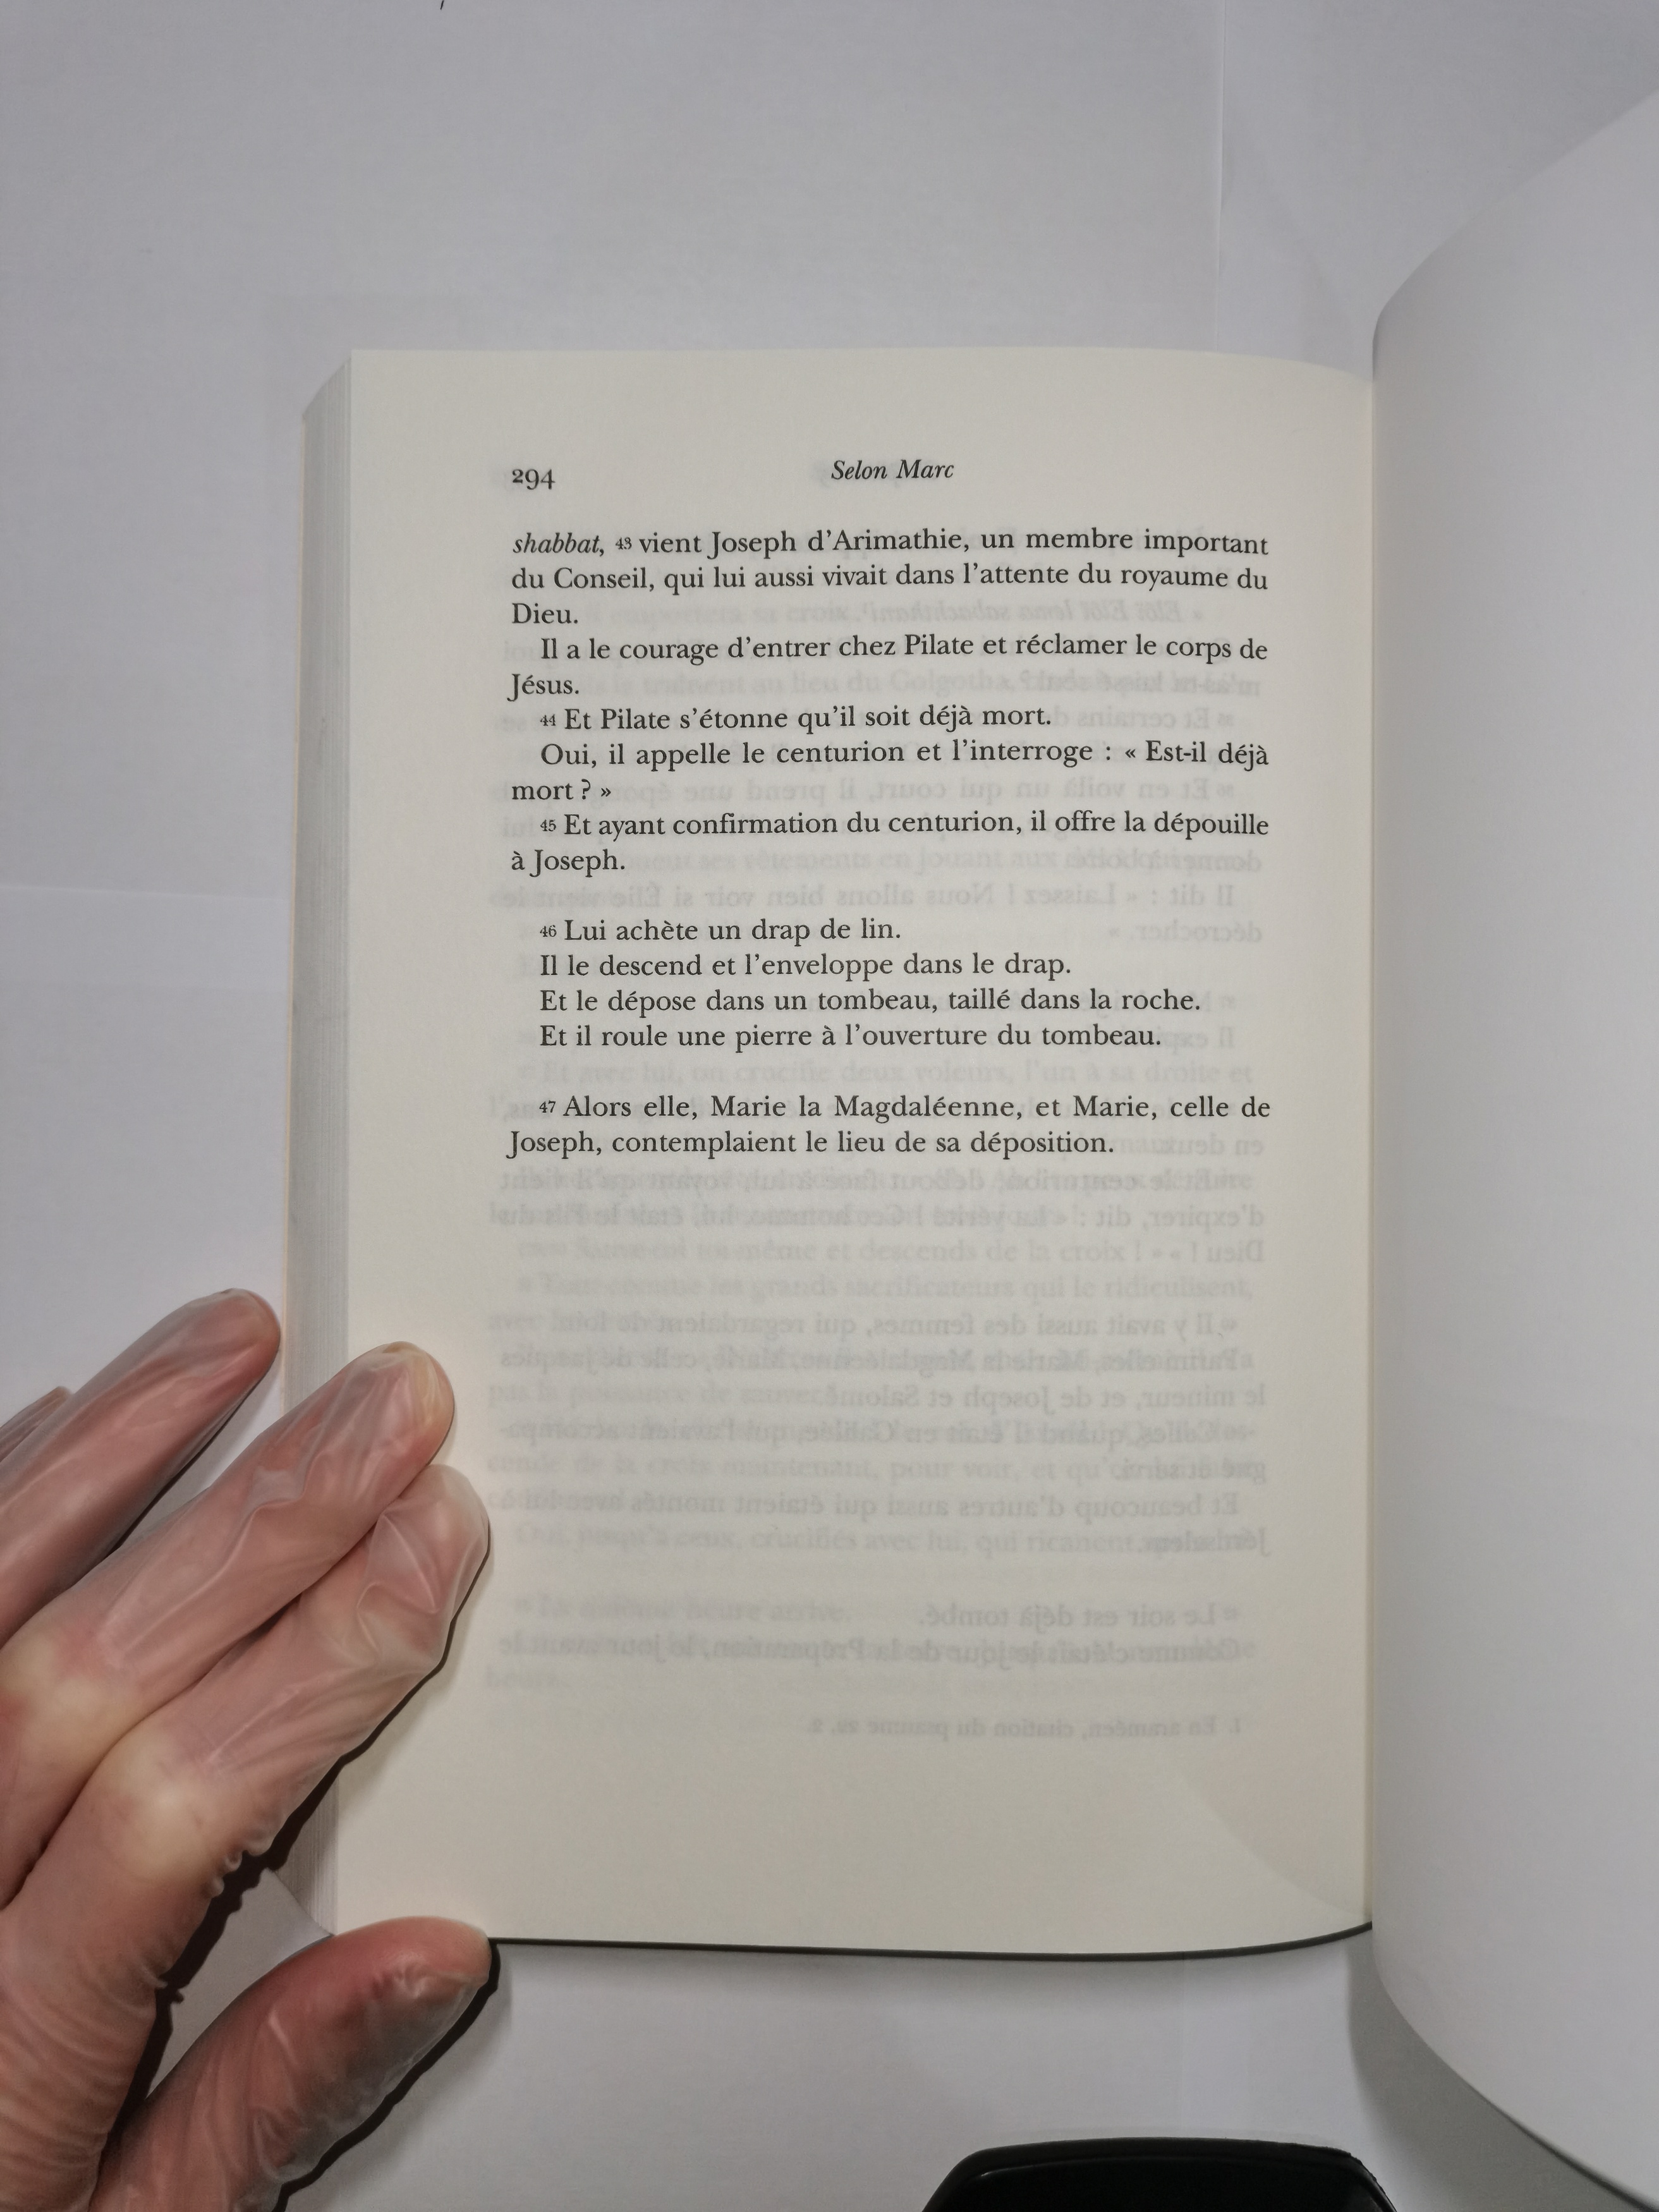 294
Selon Marc
shabbat, 43 vient Joseph d'Arimathie, un membre important
du Conseil, qui lui aussi vivait dans l'attente du royaume du
Dieu.
Il a le courage d'entrer chez Pilate et réclamer le corps de
Jésus.
44 Et Pilate s'étonne qu'il soit déjà mort.
Oui, il appelle le centurion et l'interroge : « Est-il déjà
mort ? »
45 Et ayant confirmation du centurion, il offre la dépouille
à Joseph.
46 Lui achète un drap de lin.
Il le descend et l'enveloppe dans le drap.
Et le dépose dans un tombeau, taillé dans la roche.
Et il roule une pierre à l'ouverture du tombeau.
47 Alors elle, Marie la Magdaléenne, et Marie, celle de
Joseph, contemplaient le lieu de sa déposition.